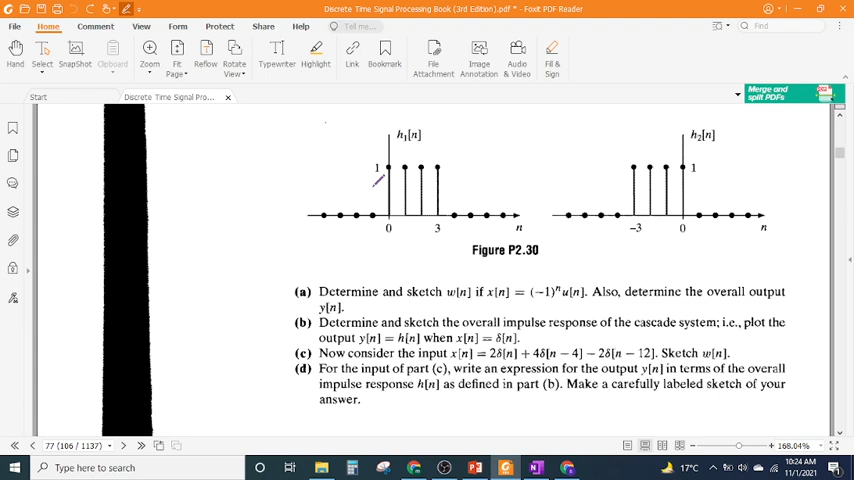 Discrete Time Signal Processing Book (3rd Edition).pdf * - Foxit PDF Reader
File Home Comment View Form Protect Share Help Tell me... Find
Hand Select SnapShot Clipboard Zoom Fit Page Reflow Rotate View Typewriter Highlight Link Bookmark File Attachment Image Annotation Audio & Video Fill & Sign
Start Discrete Time Signal Pro... Merge and split PDFs
h₁[n] h₂[n]
1 1
0 3 n −3 0 n
Figure P2.30
(a) Determine and sketch w[n] if x[n] = (−1)ⁿu[n]. Also, determine the overall output
y[n].
(b) Determine and sketch the overall impulse response of the cascade system; i.e., plot the
output y[n] = h[n] when x[n] = δ[n].
(c) Now consider the input x[n] = 2δ[n] + 4δ[n − 4] − 2δ[n − 12]. Sketch w[n].
(d) For the input of part (c), write an expression for the output y[n] in terms of the overall
impulse response h[n] as defined in part (b). Make a carefully labeled sketch of your
answer.
77 (106 / 1137) 168.04%
Type here to search 17°C 10:24 AM
11/1/2021